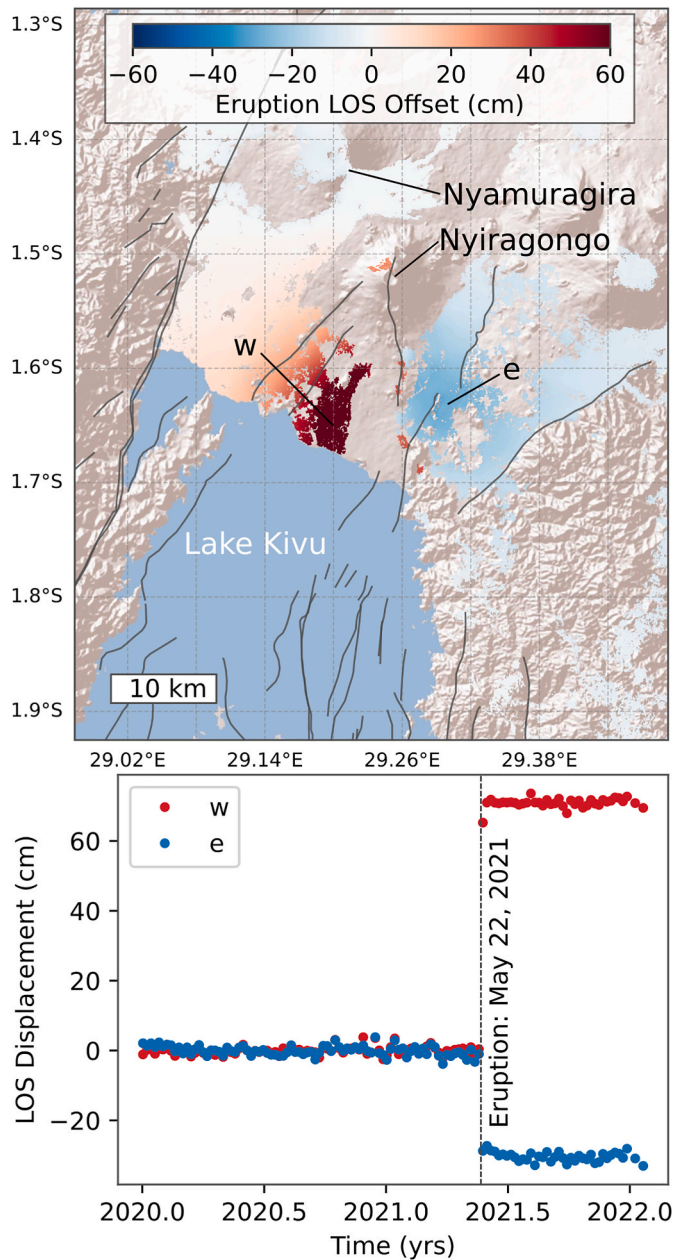 1.3°S
−60 −40 −20 0 20 40 60
Eruption LOS Offset (cm)
1.4°S
Nyamuragira
1.5°S
Nyiragongo
w
1.6°S
e
1.7°S
Lake Kivu
1.8°S
10 km
1.9°S
29.02°E 29.14°E 29.26°E 29.38°E
w
e
60
40
20
0
−20
LOS Displacement (cm)
Eruption: May 22, 2021
2020.0 2020.5 2021.0 2021.5 2022.0
Time (yrs)